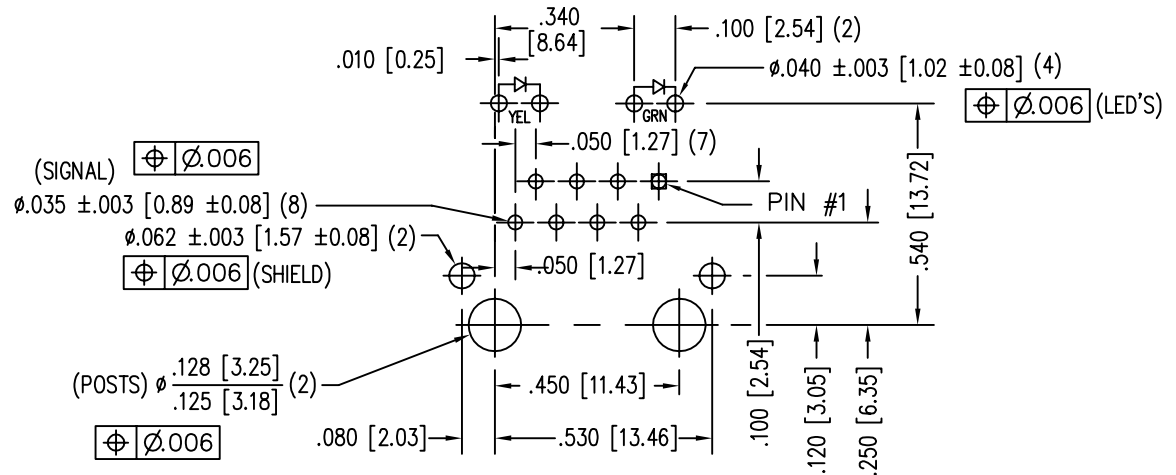 .340
[8.64]
.100 [2.54] (2)
.010 [0.25]
ø.040 ±.003 [1.02 ±0.08] (4)
YEL
GRN
⌖ Ø.006 (LED'S)
.050 [1.27] (7)
(SIGNAL) ⌖ Ø.006
PIN #1
ø.035 ±.003 [0.89 ±0.08] (8)
ø.062 ±.003 [1.57 ±0.08] (2)
.540 [13.72]
⌖ Ø.006 (SHIELD)
.050 [1.27]
(POSTS) ø .128 [3.25]
.125 [3.18] (2)
.450 [11.43]
⌖ Ø.006
.080 [2.03]
.530 [13.46]
.100 [2.54]
.120 [3.05]
.250 [6.35]